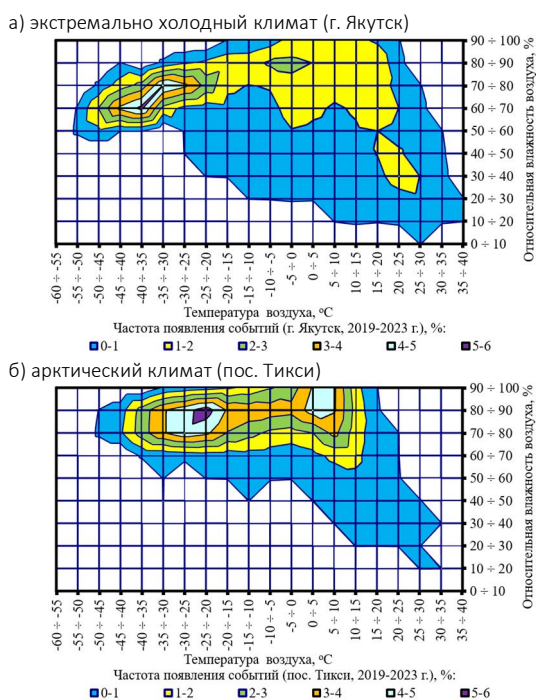 а) экстремально холодный климат (г. Якутск)
90 ÷ 100
80 ÷ 90
70 ÷ 80
60 ÷ 70
50 ÷ 60
40 ÷ 50
30 ÷ 40
20 ÷ 30
10 ÷ 20
0 ÷ 10
Относительная влажность воздуха, %
-60 ÷ -55
-55 ÷ -50
-50 ÷ -45
-45 ÷ -40
-40 ÷ -35
-35 ÷ -30
-30 ÷ -25
-25 ÷ -20
-20 ÷ -15
-15 ÷ -10
-10 ÷ -5
-5 ÷ 0
0 ÷ 5
5 ÷ 10
10 ÷ 15
15 ÷ 20
20 ÷ 25
25 ÷ 30
30 ÷ 35
35 ÷ 40
Температура воздуха, °С
Частота появления событий (г. Якутск, 2019-2023 г.), %:
0-1 1-2 2-3 3-4 4-5 5-6
б) арктический климат (пос. Тикси)
90 ÷ 100
80 ÷ 90
70 ÷ 80
60 ÷ 70
50 ÷ 60
40 ÷ 50
30 ÷ 40
20 ÷ 30
10 ÷ 20
0 ÷ 10
Относительная влажность воздуха, %
-60 ÷ -55
-55 ÷ -50
-50 ÷ -45
-45 ÷ -40
-40 ÷ -35
-35 ÷ -30
-30 ÷ -25
-25 ÷ -20
-20 ÷ -15
-15 ÷ -10
-10 ÷ -5
-5 ÷ 0
0 ÷ 5
5 ÷ 10
10 ÷ 15
15 ÷ 20
20 ÷ 25
25 ÷ 30
30 ÷ 35
35 ÷ 40
Температура воздуха, °С
Частота появления событий (пос. Тикси, 2019-2023 г.), %:
0-1 1-2 2-3 3-4 4-5 5-6